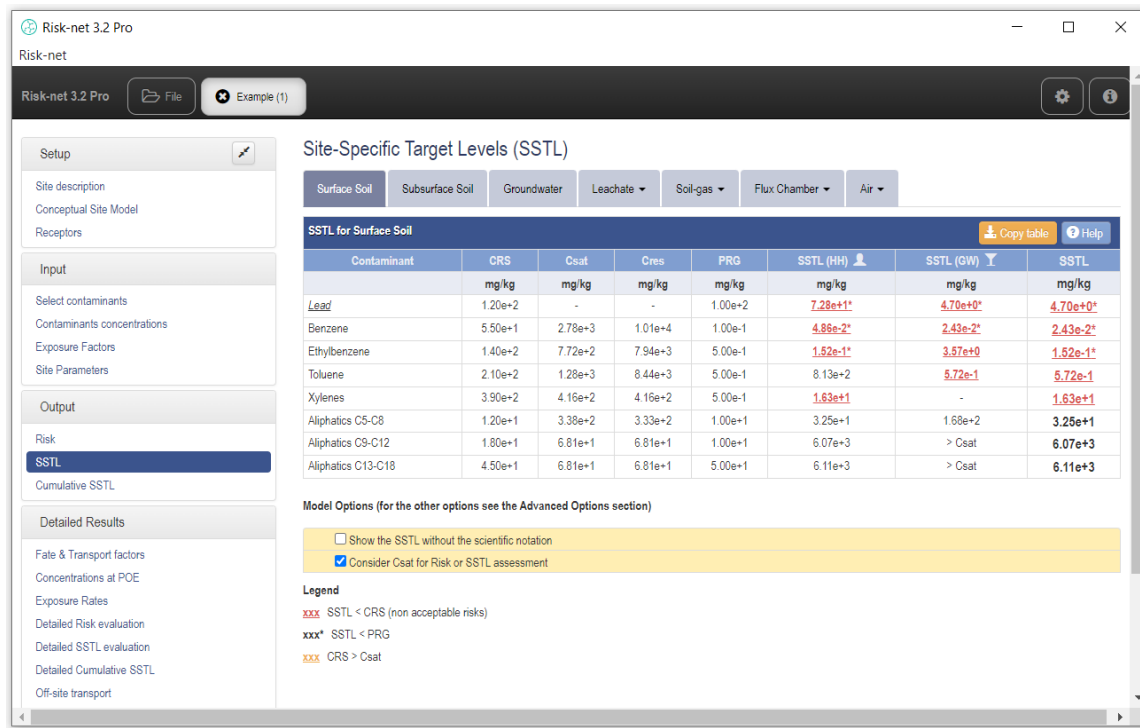 Risk-net 3.2 Pro
Risk-net
Risk-net 3.2 Pro File Example (1)
Setup
Site description
Conceptual Site Model
Receptors
Input
Select contaminants
Contaminants concentrations
Exposure Factors
Site Parameters
Output
Risk
SSTL
Cumulative SSTL
Detailed Results
Fate & Transport factors
Concentrations at POE
Exposure Rates
Detailed Risk evaluation
Detailed SSTL evaluation
Detailed Cumulative SSTL
Off-site transport
Site-Specific Target Levels (SSTL)
Surface Soil Subsurface Soil Groundwater Leachate Soil-gas Flux Chamber Air
SSTL for Surface Soil Copy table Help
Contaminant CRS Csat Cres PRG SSTL (HH) SSTL (GW) SSTL
mg/kg mg/kg mg/kg mg/kg mg/kg mg/kg mg/kg
Lead 1.20e+2 - - 1.00e+2 7.28e+1* 4.70e+0* 4.70e+0*
Benzene 5.50e+1 2.78e+3 1.01e+4 1.00e-1 4.86e-2* 2.43e-2* 2.43e-2*
Ethylbenzene 1.40e+2 7.72e+2 7.94e+3 5.00e-1 1.52e-1* 3.57e+0 1.52e-1*
Toluene 2.10e+2 1.28e+3 8.44e+3 5.00e-1 8.13e+2 5.72e-1 5.72e-1
Xylenes 3.90e+2 4.16e+2 4.16e+2 5.00e-1 1.63e+1 - 1.63e+1
Aliphatics C5-C8 1.20e+1 3.38e+2 3.33e+2 1.00e+1 3.25e+1 1.68e+2 3.25e+1
Aliphatics C9-C12 1.80e+1 6.81e+1 6.81e+1 1.00e+1 6.07e+3 > Csat 6.07e+3
Aliphatics C13-C18 4.50e+1 6.81e+1 6.81e+1 5.00e+1 6.11e+3 > Csat 6.11e+3
Model Options (for the other options see the Advanced Options section)
Show the SSTL without the scientific notation
Consider Csat for Risk or SSTL assessment
Legend
xxx SSTL < CRS (non acceptable risks)
xxx* SSTL < PRG
xxx CRS > Csat